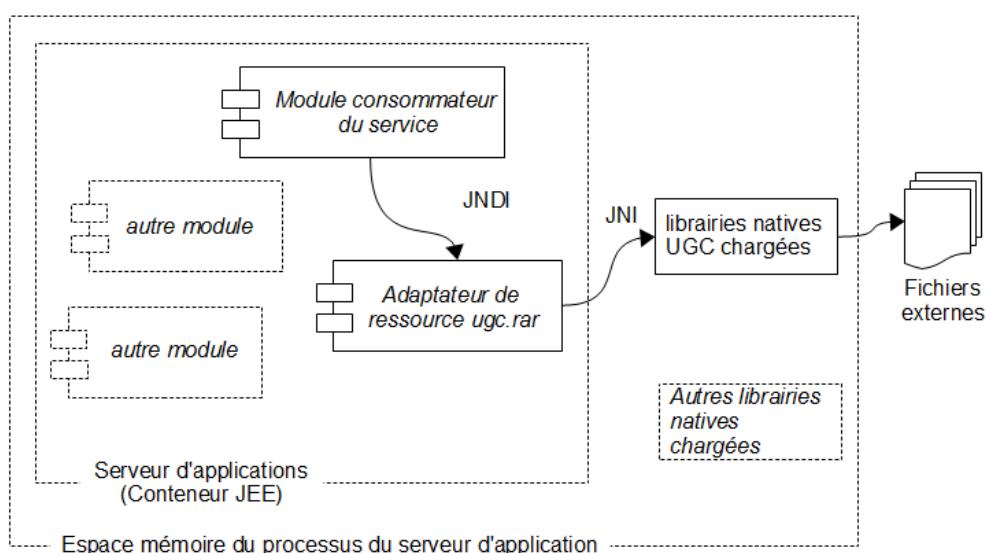 Module consommateur
du service
JNDI
autre module
JNI
librairies natives
UGC chargées
Adaptateur de
ressource ugc.rar
Fichiers
externes
autre module
Autres librairies
natives
chargées
Serveur d'applications
(Conteneur JEE)
Espace mémoire du processus du serveur d'application